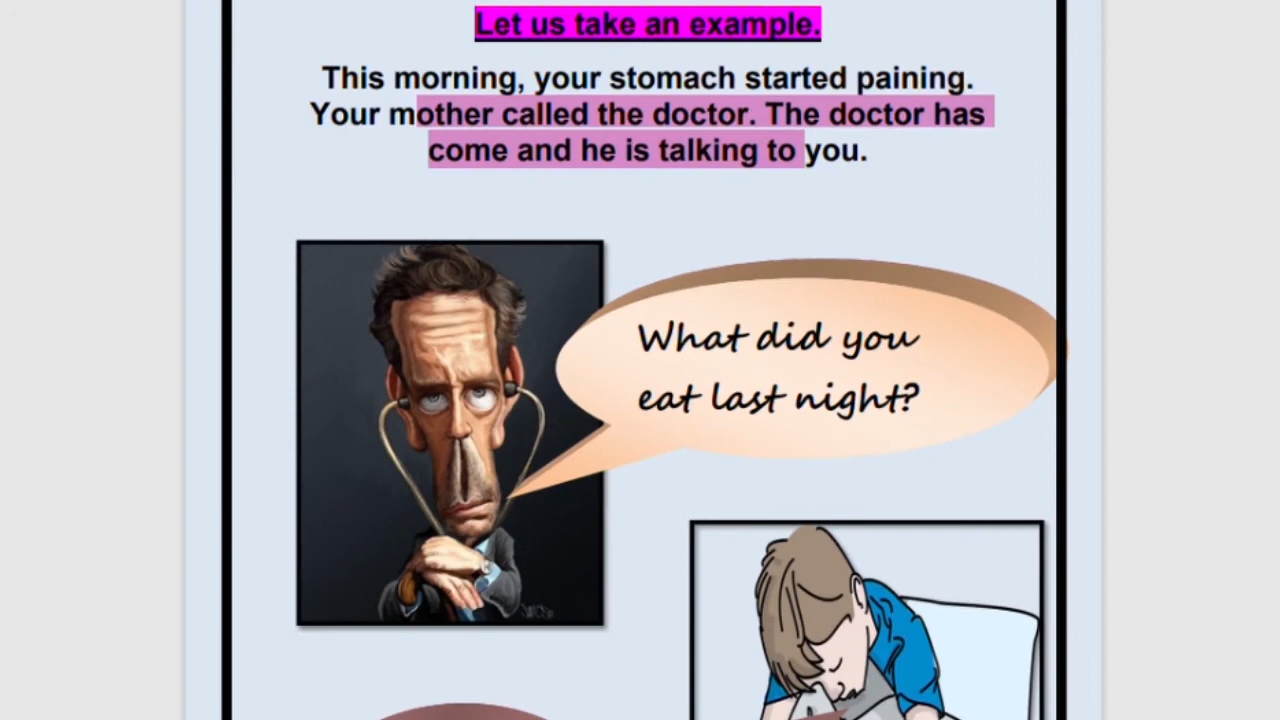 Let us take an example.
This morning, your stomach started paining.
Your mother called the doctor. The doctor has
come and he is talking to you.
What did you
eat last night?